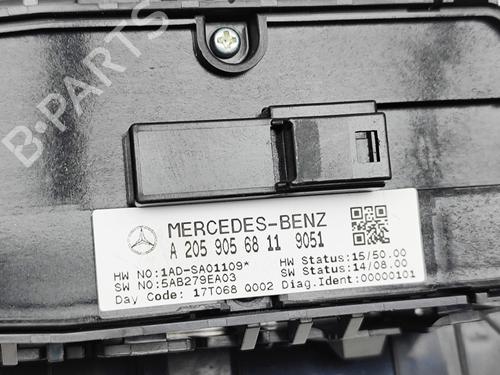 B-PARTS
MERCEDES-BENZ
A 205 905 68 11 9051
HW NO:1AD-SA01109* HW Status:15/50.00
SW NO:5AB279EA03 SW Status:14/08.00
Day Code: 17T068 Q002 Diag.Ident:00000101